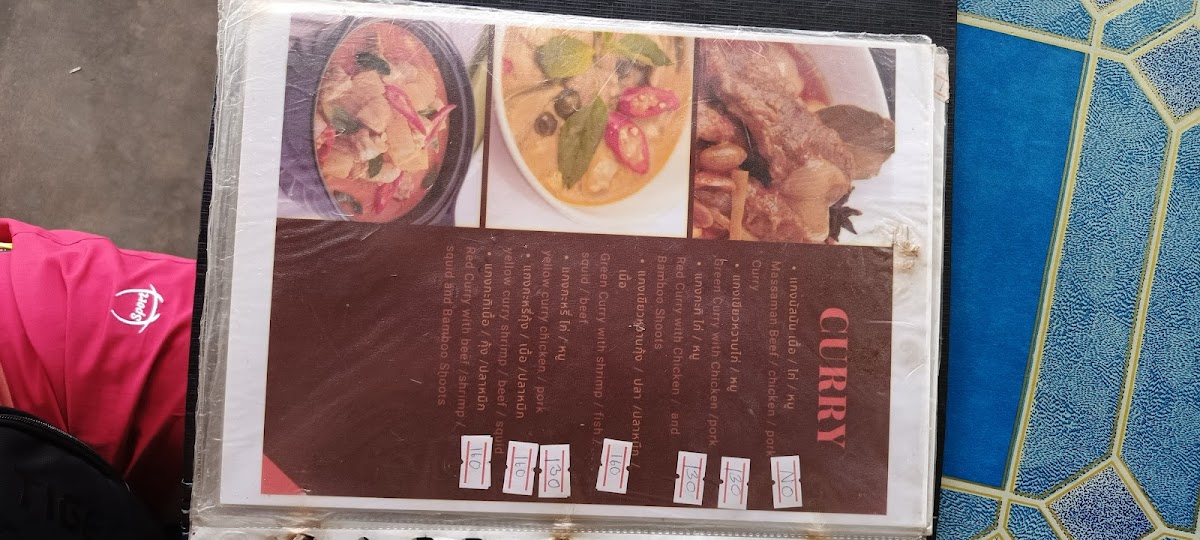 CURRY
• แกงมัสมั่น เนื้อ / ไก่ / หมู
Massaman Beef / chicken / pork
Curry
NO
• แกงเขียวหวานไก่ / หมู
Green Curry with Chicken / pork
130
• แกงกะทิ ไก่ / หมู
Red Curry with Chicken / and
Bamboo Shoots
130
• แกงเขียวหวานกุ้ง / ปลา /ปลาหมึก /
เนื้อ
Green Curry with shrimp / fish /
squid / beef
160
• แกงกะหรี่ ไก่ / หมู
yellow curry chicken / pork
130
• แกงกะหรี่กุ้ง / เนื้อ /ปลาหมึก
yellow curry shrimp / beef / squid
160
• แกงกะทิเนื้อ / กุ้ง /ปลาหมึก
Red Curry with beef / shrimp /
squid and Bamboo Shoots
160
Sport